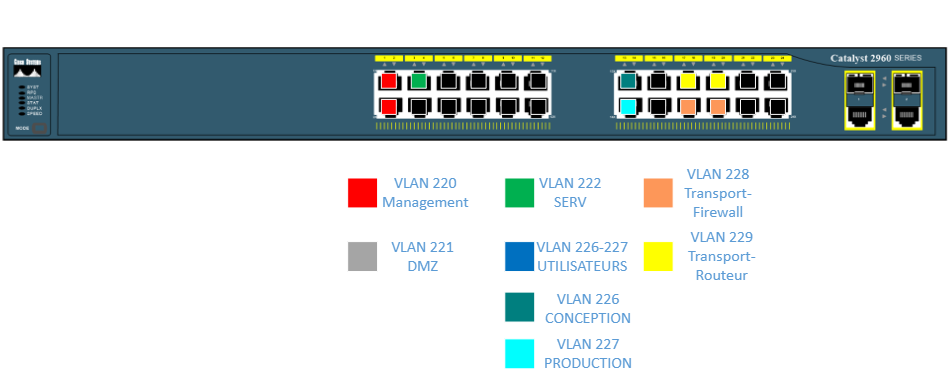 Cisco Systems
Catalyst 2960 SERIES
SYST
RPS
MASTR
STAT
DUPLX
SPEED
MODE
VLAN 220
Management
VLAN 222
SERV
VLAN 228
Transport-
Firewall
VLAN 221
DMZ
VLAN 226-227
UTILISATEURS
VLAN 229
Transport-
Routeur
VLAN 226
CONCEPTION
VLAN 227
PRODUCTION